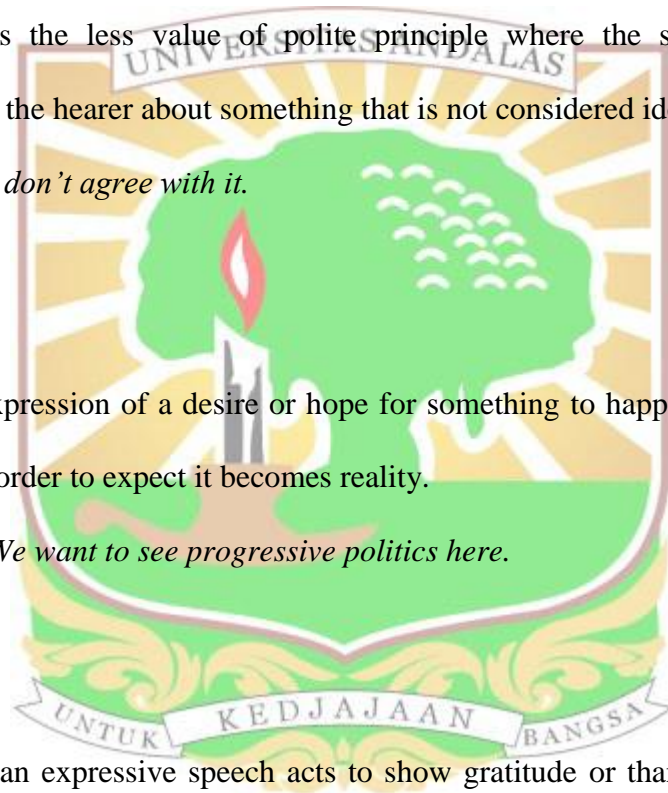 s the less value of polite principle where the s
UNIVERSITAS ANDALAS
the hearer about something that is not considered id
don’t agree with it.
xpression of a desire or hope for something to happ
order to expect it becomes reality.
We want to see progressive politics here.
UNTUK KEDJAJAAN BANGSA
an expressive speech acts to show gratitude or than